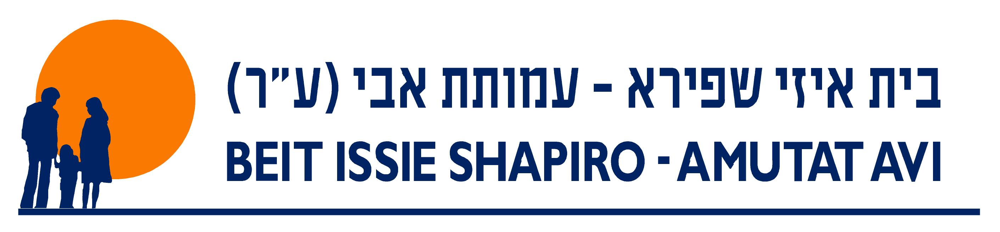 בית איזי שפירא - עמותת אבי (ע"ר)
BEIT ISSIE SHAPIRO - AMUTAT AVI